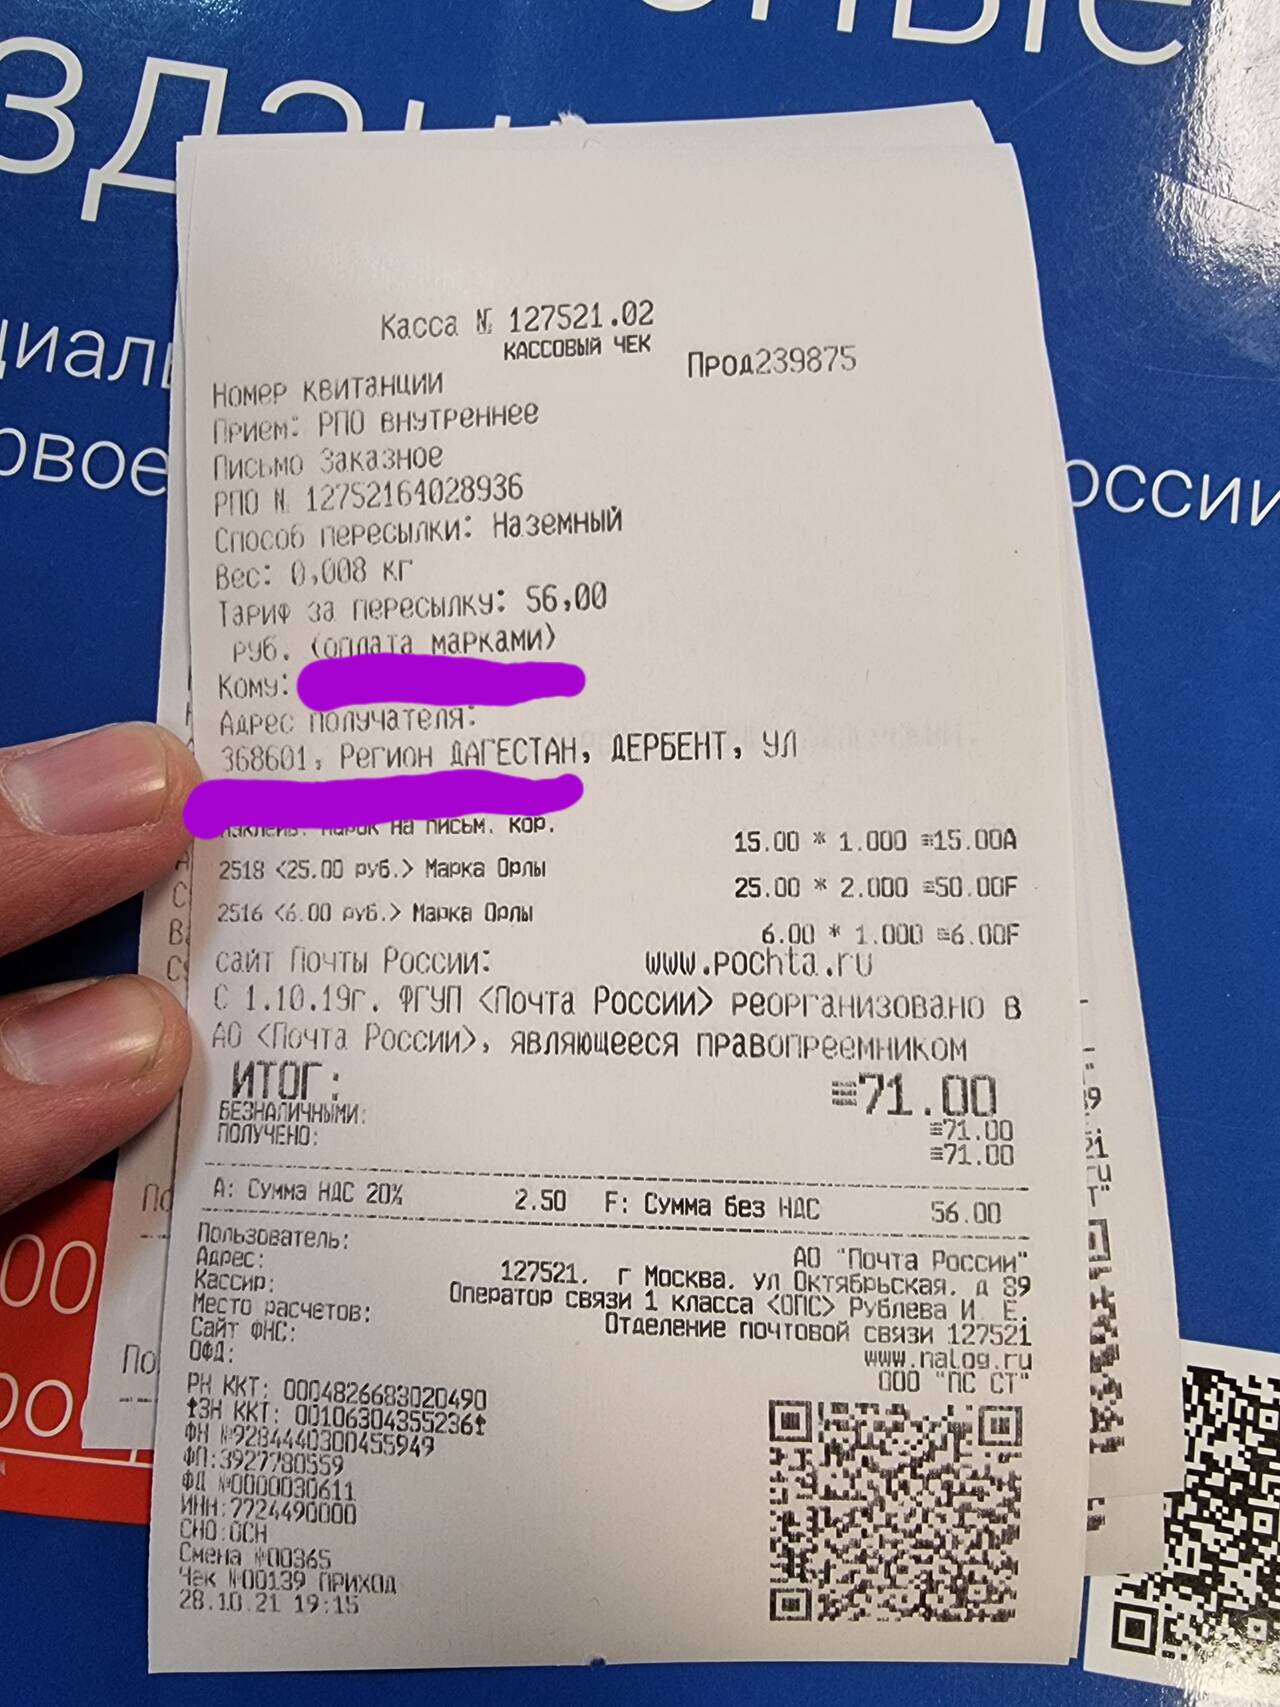 Касса № 127521.02
КАССОВЫЙ ЧЕК
Прод239875
Номер квитанции
Прием: РПО внутреннее
Письмо Заказное
РПО № 12752164028936
Способ пересылки: Наземный
Вес: 0,008 кг
Тариф за пересылку: 56,00
руб. (оплата марками)
Кому:
Адрес получателя:
368601, Регион ДАГЕСТАН, ДЕРБЕНТ, УЛ
на письм. кор.
15.00 * 1.000 ≡15.00А
2518 <25.00 руб.> Марка Орлы
25.00 * 2.000 ≡50.00F
2516 <6.00 руб.> Марка Орлы
6.00 * 1.000 ≡6.00F
сайт Почты России: www.pochta.ru
С 1.10.19г. ФГУП <Почта России> реорганизовано в
АО <Почта России>, являющееся правопреемником
ИТОГ: ≡71.00
БЕЗНАЛИЧНЫМИ: ≡71.00
ПОЛУЧЕНО: ≡71.00
А: Сумма НДС 20% 2.50 F: Сумма без НДС 56.00
Пользователь: АО "Почта России"
Адрес: 127521, г Москва, ул Октябрьская, д 89
Кассир: Оператор связи 1 класса <ОПС> Рублева И. Е.
Место расчетов: Отделение почтовой связи 127521
Сайт ФНС: www.nalog.ru
ОФД: ООО "ПС СТ"
РН ККТ: 0004826683020490
↑ЗН ККТ: 00106304355236↑
ФН №9284440300455949
ФП:3927780559
ФД №0000030611
ИНН:7724490000
СНО:ОСН
Смена №00365
Чек №00139 ПРИХОД
28.10.21 19:15